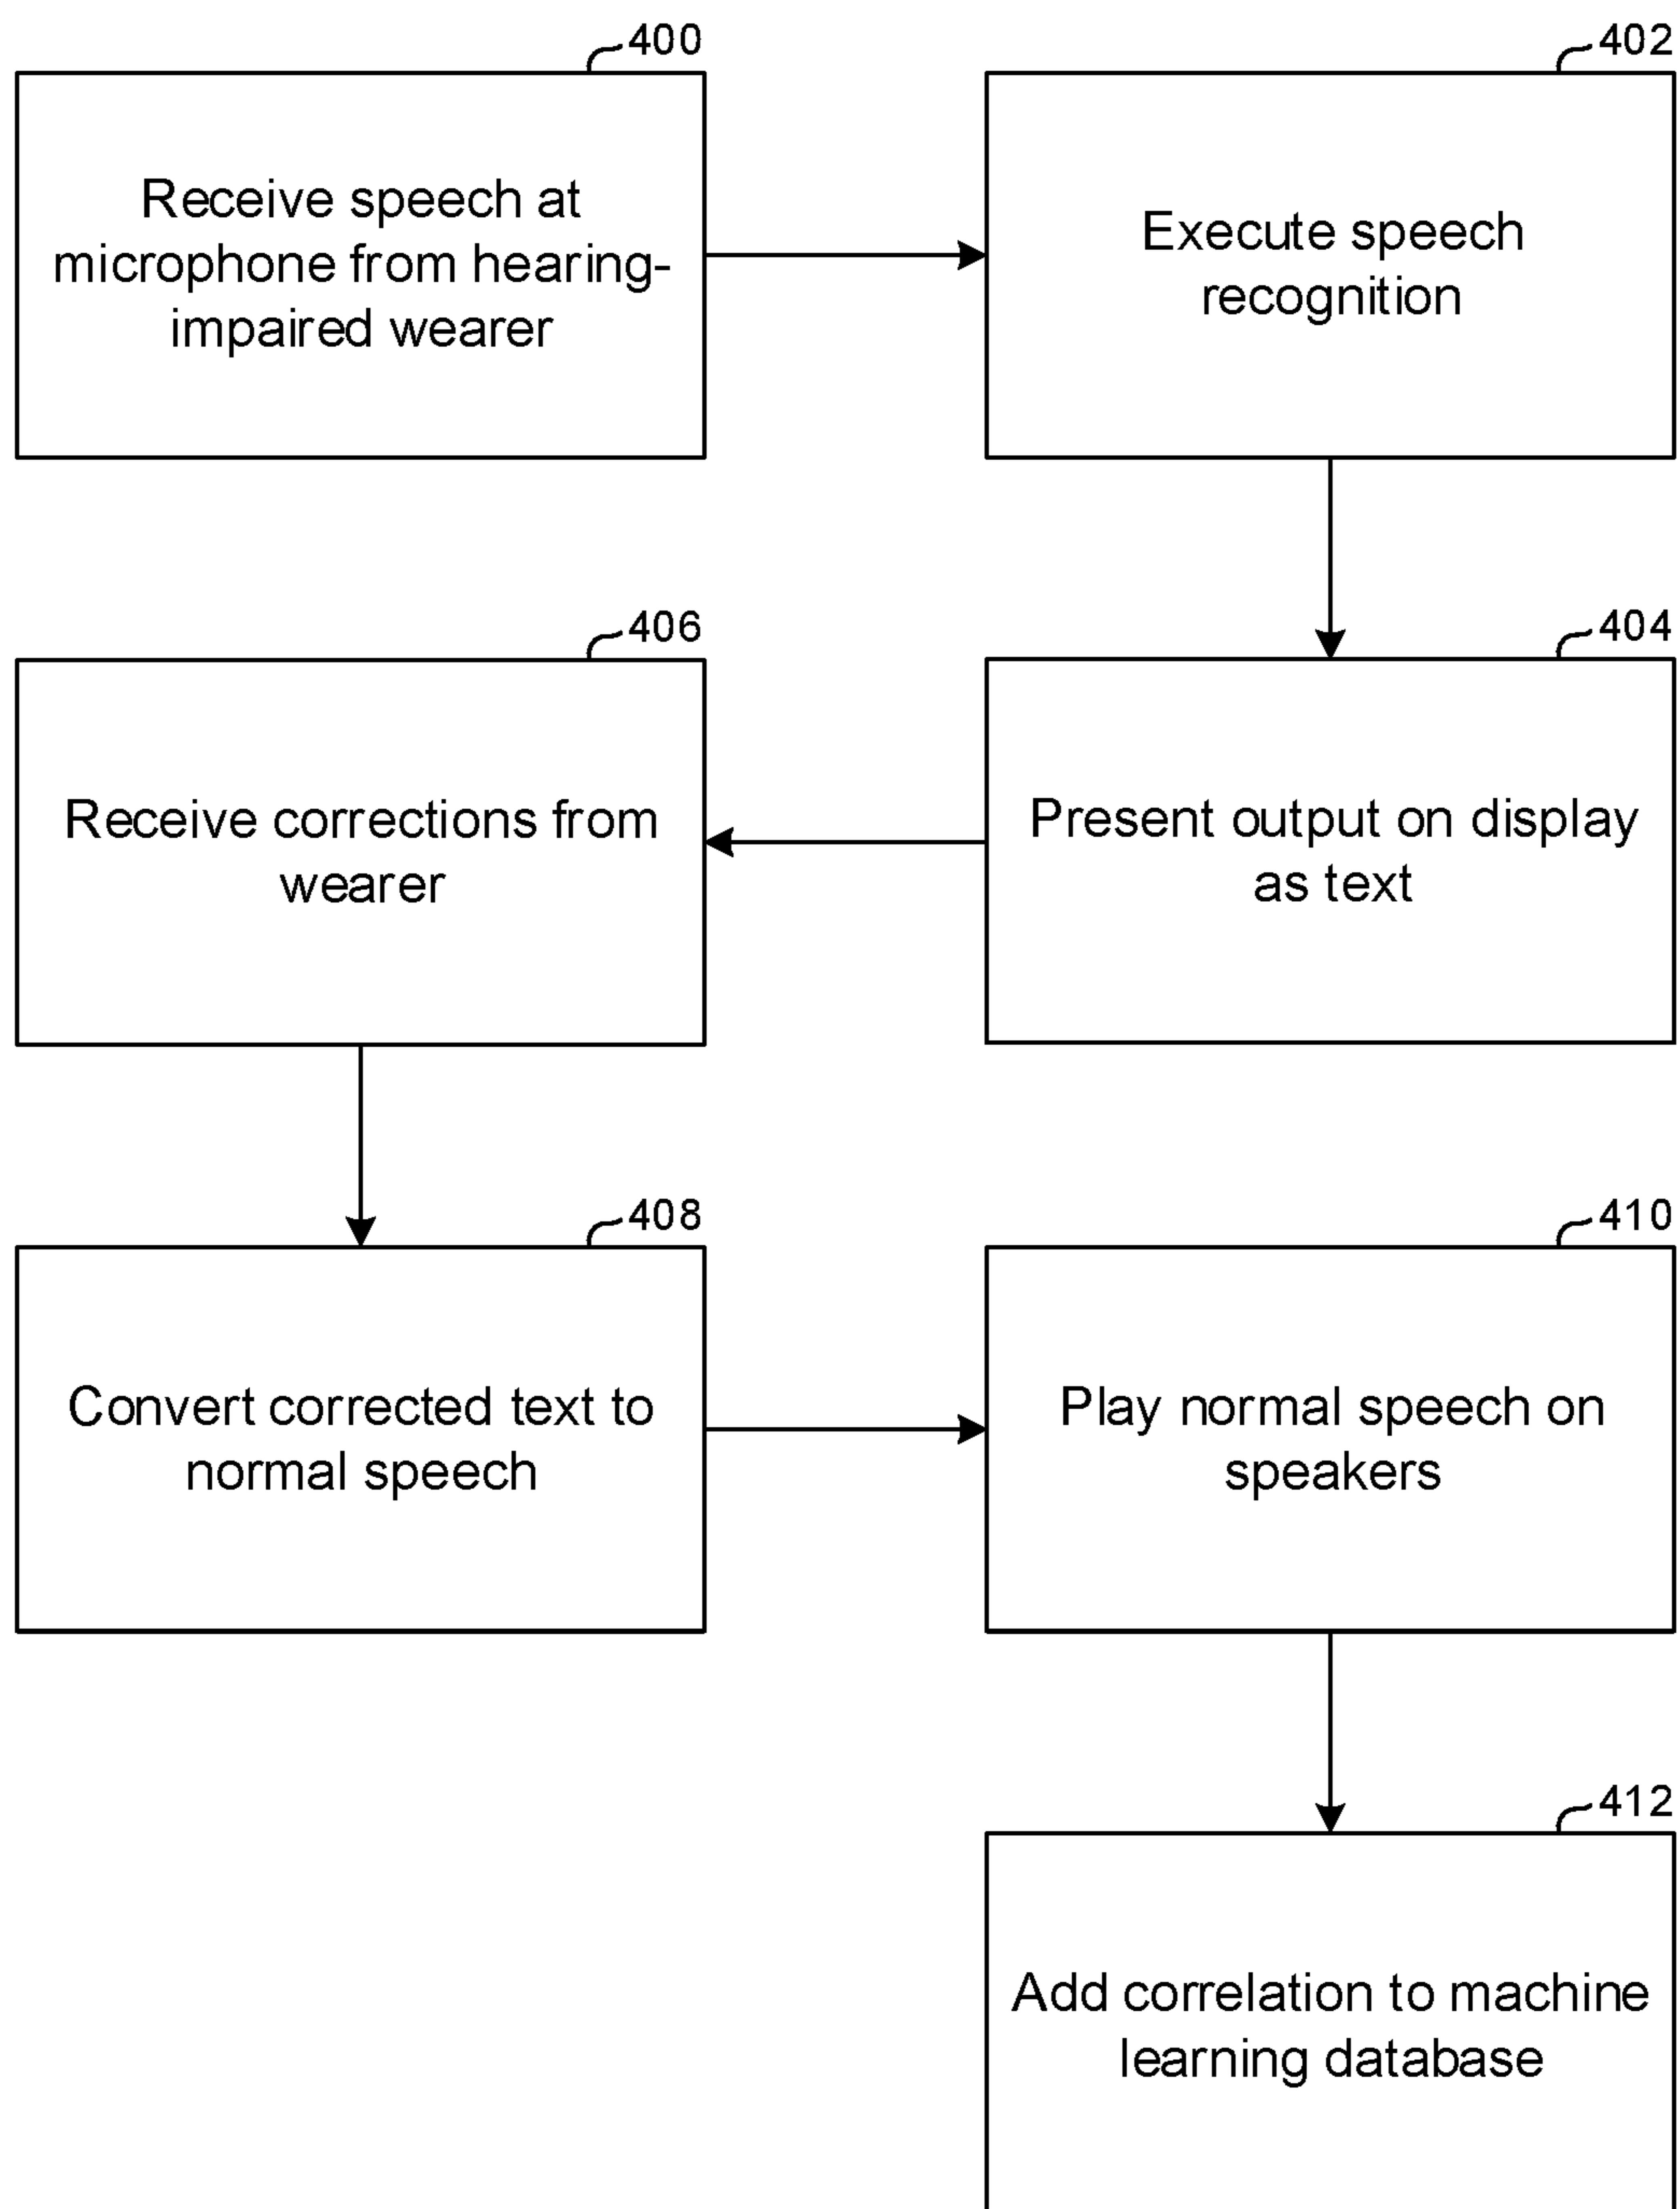 400
Receive speech at
microphone from hearing-
impaired wearer
402
Execute speech
recognition
404
Present output on display
as text
406
Receive corrections from
wearer
408
Convert corrected text to
normal speech
410
Play normal speech on
speakers
412
Add correlation to machine
learning database